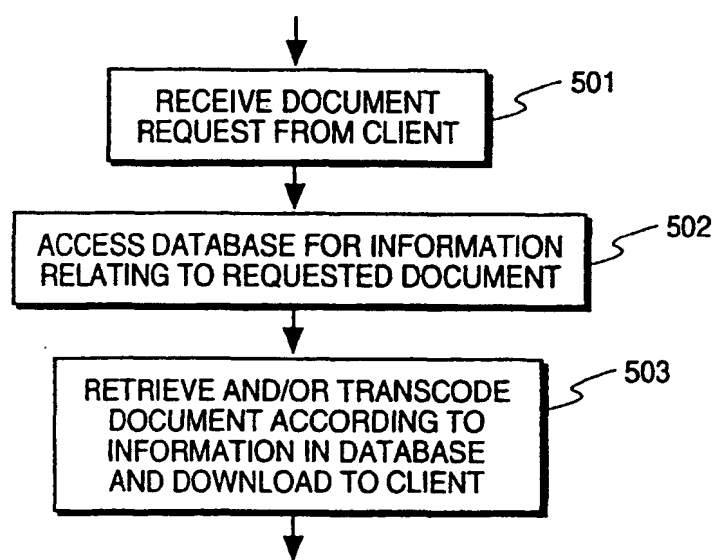 RECEIVE DOCUMENT
REQUEST FROM CLIENT
501
ACCESS DATABASE FOR INFORMATION
RELATING TO REQUESTED DOCUMENT
502
RETRIEVE AND/OR TRANSCODE
DOCUMENT ACCORDING TO
INFORMATION IN DATABASE
AND DOWNLOAD TO CLIENT
503